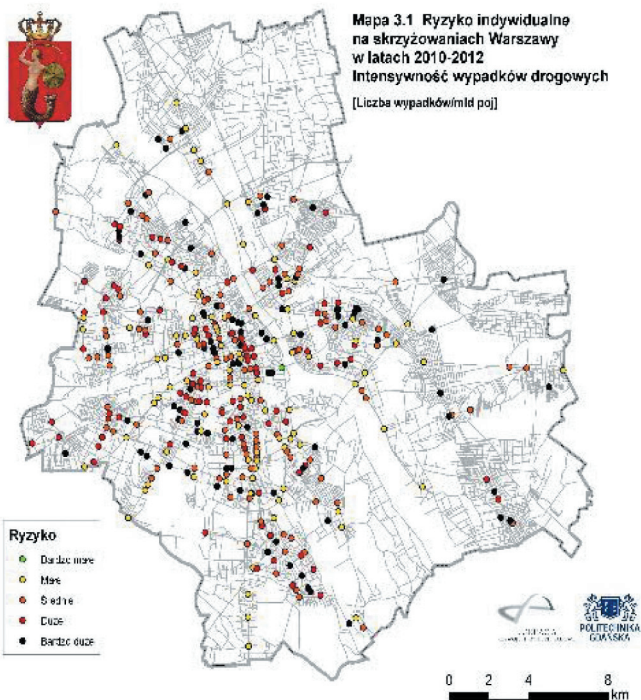 Mapa 3.1 Ryzyko indywidualne
na skrzyżowaniach Warszawy
w latach 2010-2012
Intensywność wypadków drogowych
[Liczba wypadków/mld poj]
Ryzyko
Bardzo małe
Małe
Średnie
Duże
Bardzo duże
POLITECHNIKA
GDAŃSKA
0 2 4 8
km